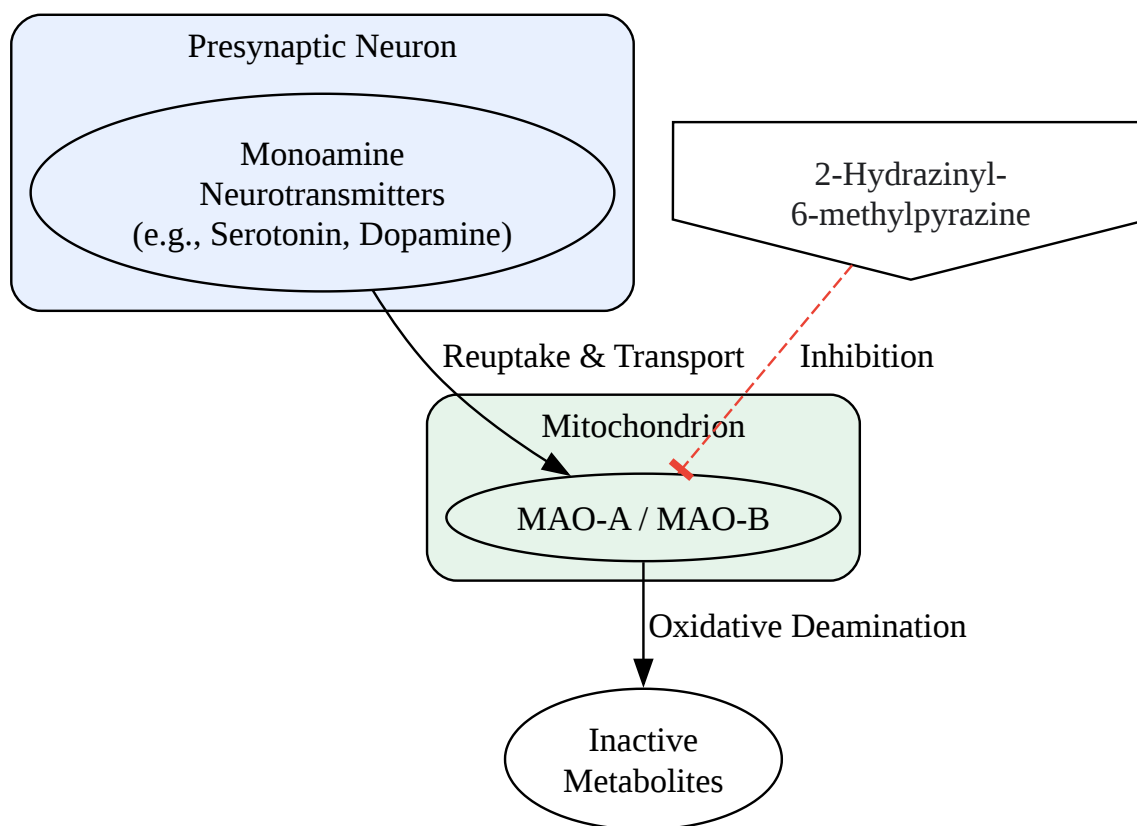 Presynaptic Neuron
Monoamine
Neurotransmitters
(e.g., Serotonin, Dopamine)
2-Hydrazinyl-
6-methylpyrazine
Reuptake & Transport
Inhibition
Mitochondrion
MAO-A / MAO-B
Oxidative Deamination
Inactive
Metabolites